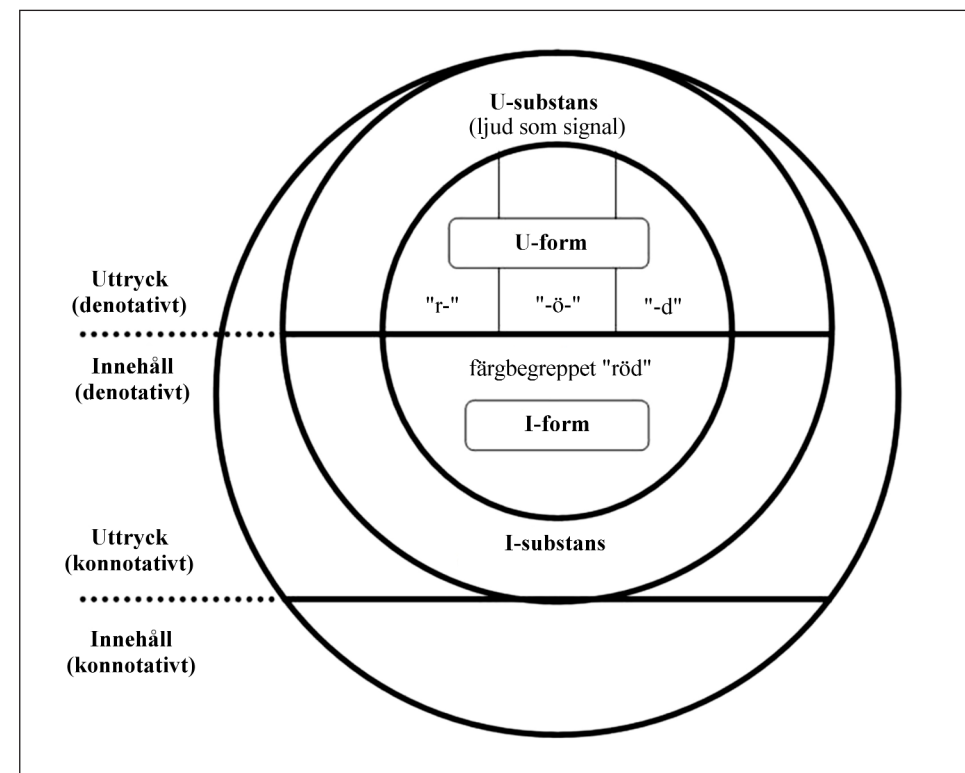 U-substans
(ljud som signal)
U-form
Uttryck
(denotativt)
"r-" "-ö-" "-d"
Innehåll
(denotativt)
färgbegreppet "röd"
I-form
Uttryck
(konnotativt)
I-substans
Innehåll
(konnotativt)